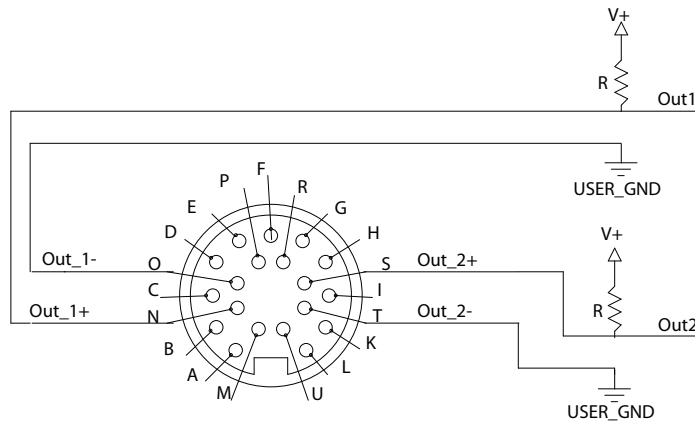 V+
R
Out1
USER_GND
F
P
R
E
G
D
H
V+
Out_1-
O
S
Out_2+
C
I
R
Out_1+
N
T
Out_2-
Out2
B
K
A
L
M
U
USER_GND